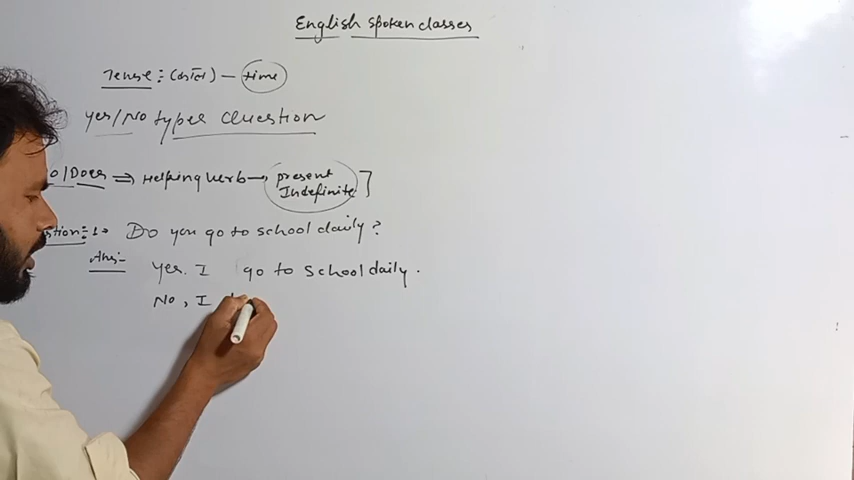 English spoken classes
Tense : (काल) — time
Yes/No types Question
o/Does ⇒ Helping verb → present Indefinite ]
stion : 1→ Do you go to school daily?
Ans:- Yes. I go to school daily.
No, I